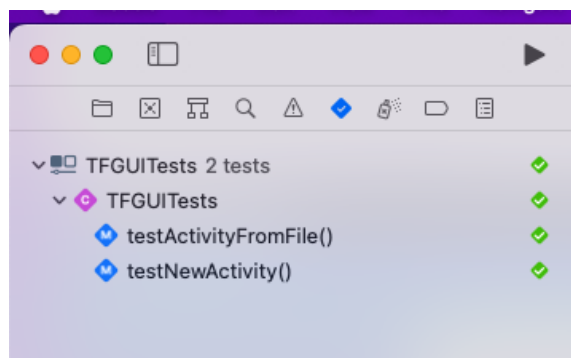 TFGUITests 2 tests
C TFGUITests
M testActivityFromFile()
M testNewActivity()